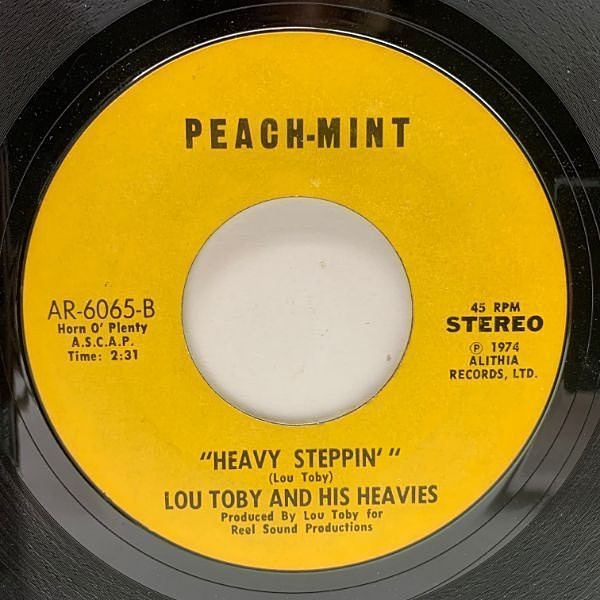 PEACH-MINT
AR-6065-B
Horn O' Plenty
A.S.C.A.P.
Time: 2:31
45 RPM
STEREO
Ⓟ 1974
ALITHIA
RECORDS, LTD.
"HEAVY STEPPIN' "
(Lou Toby)
LOU TOBY AND HIS HEAVIES
Produced By Lou Toby for
Reel Sound Productions